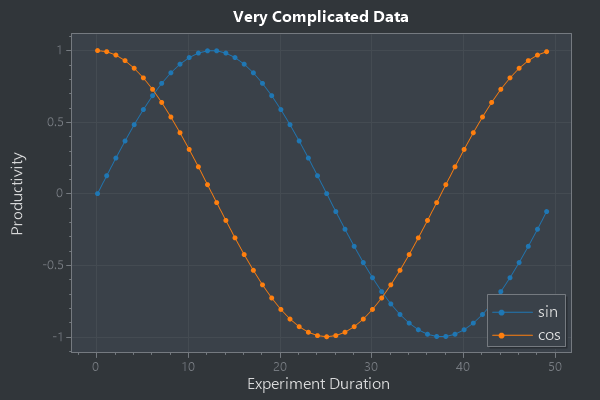 Very Complicated Data
Productivity
1
0.5
0
-0.5
-1
0
10
20
30
40
50
Experiment Duration
sin
cos